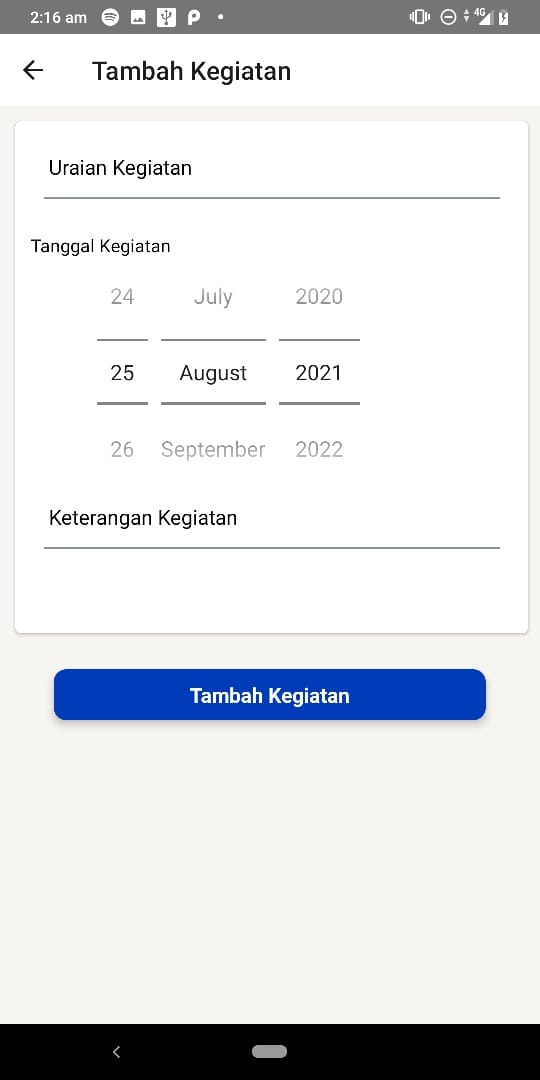 2:16 am
4G
Tambah Kegiatan
Uraian Kegiatan
Tanggal Kegiatan
24 July 2020
25 August 2021
26 September 2022
Keterangan Kegiatan
Tambah Kegiatan